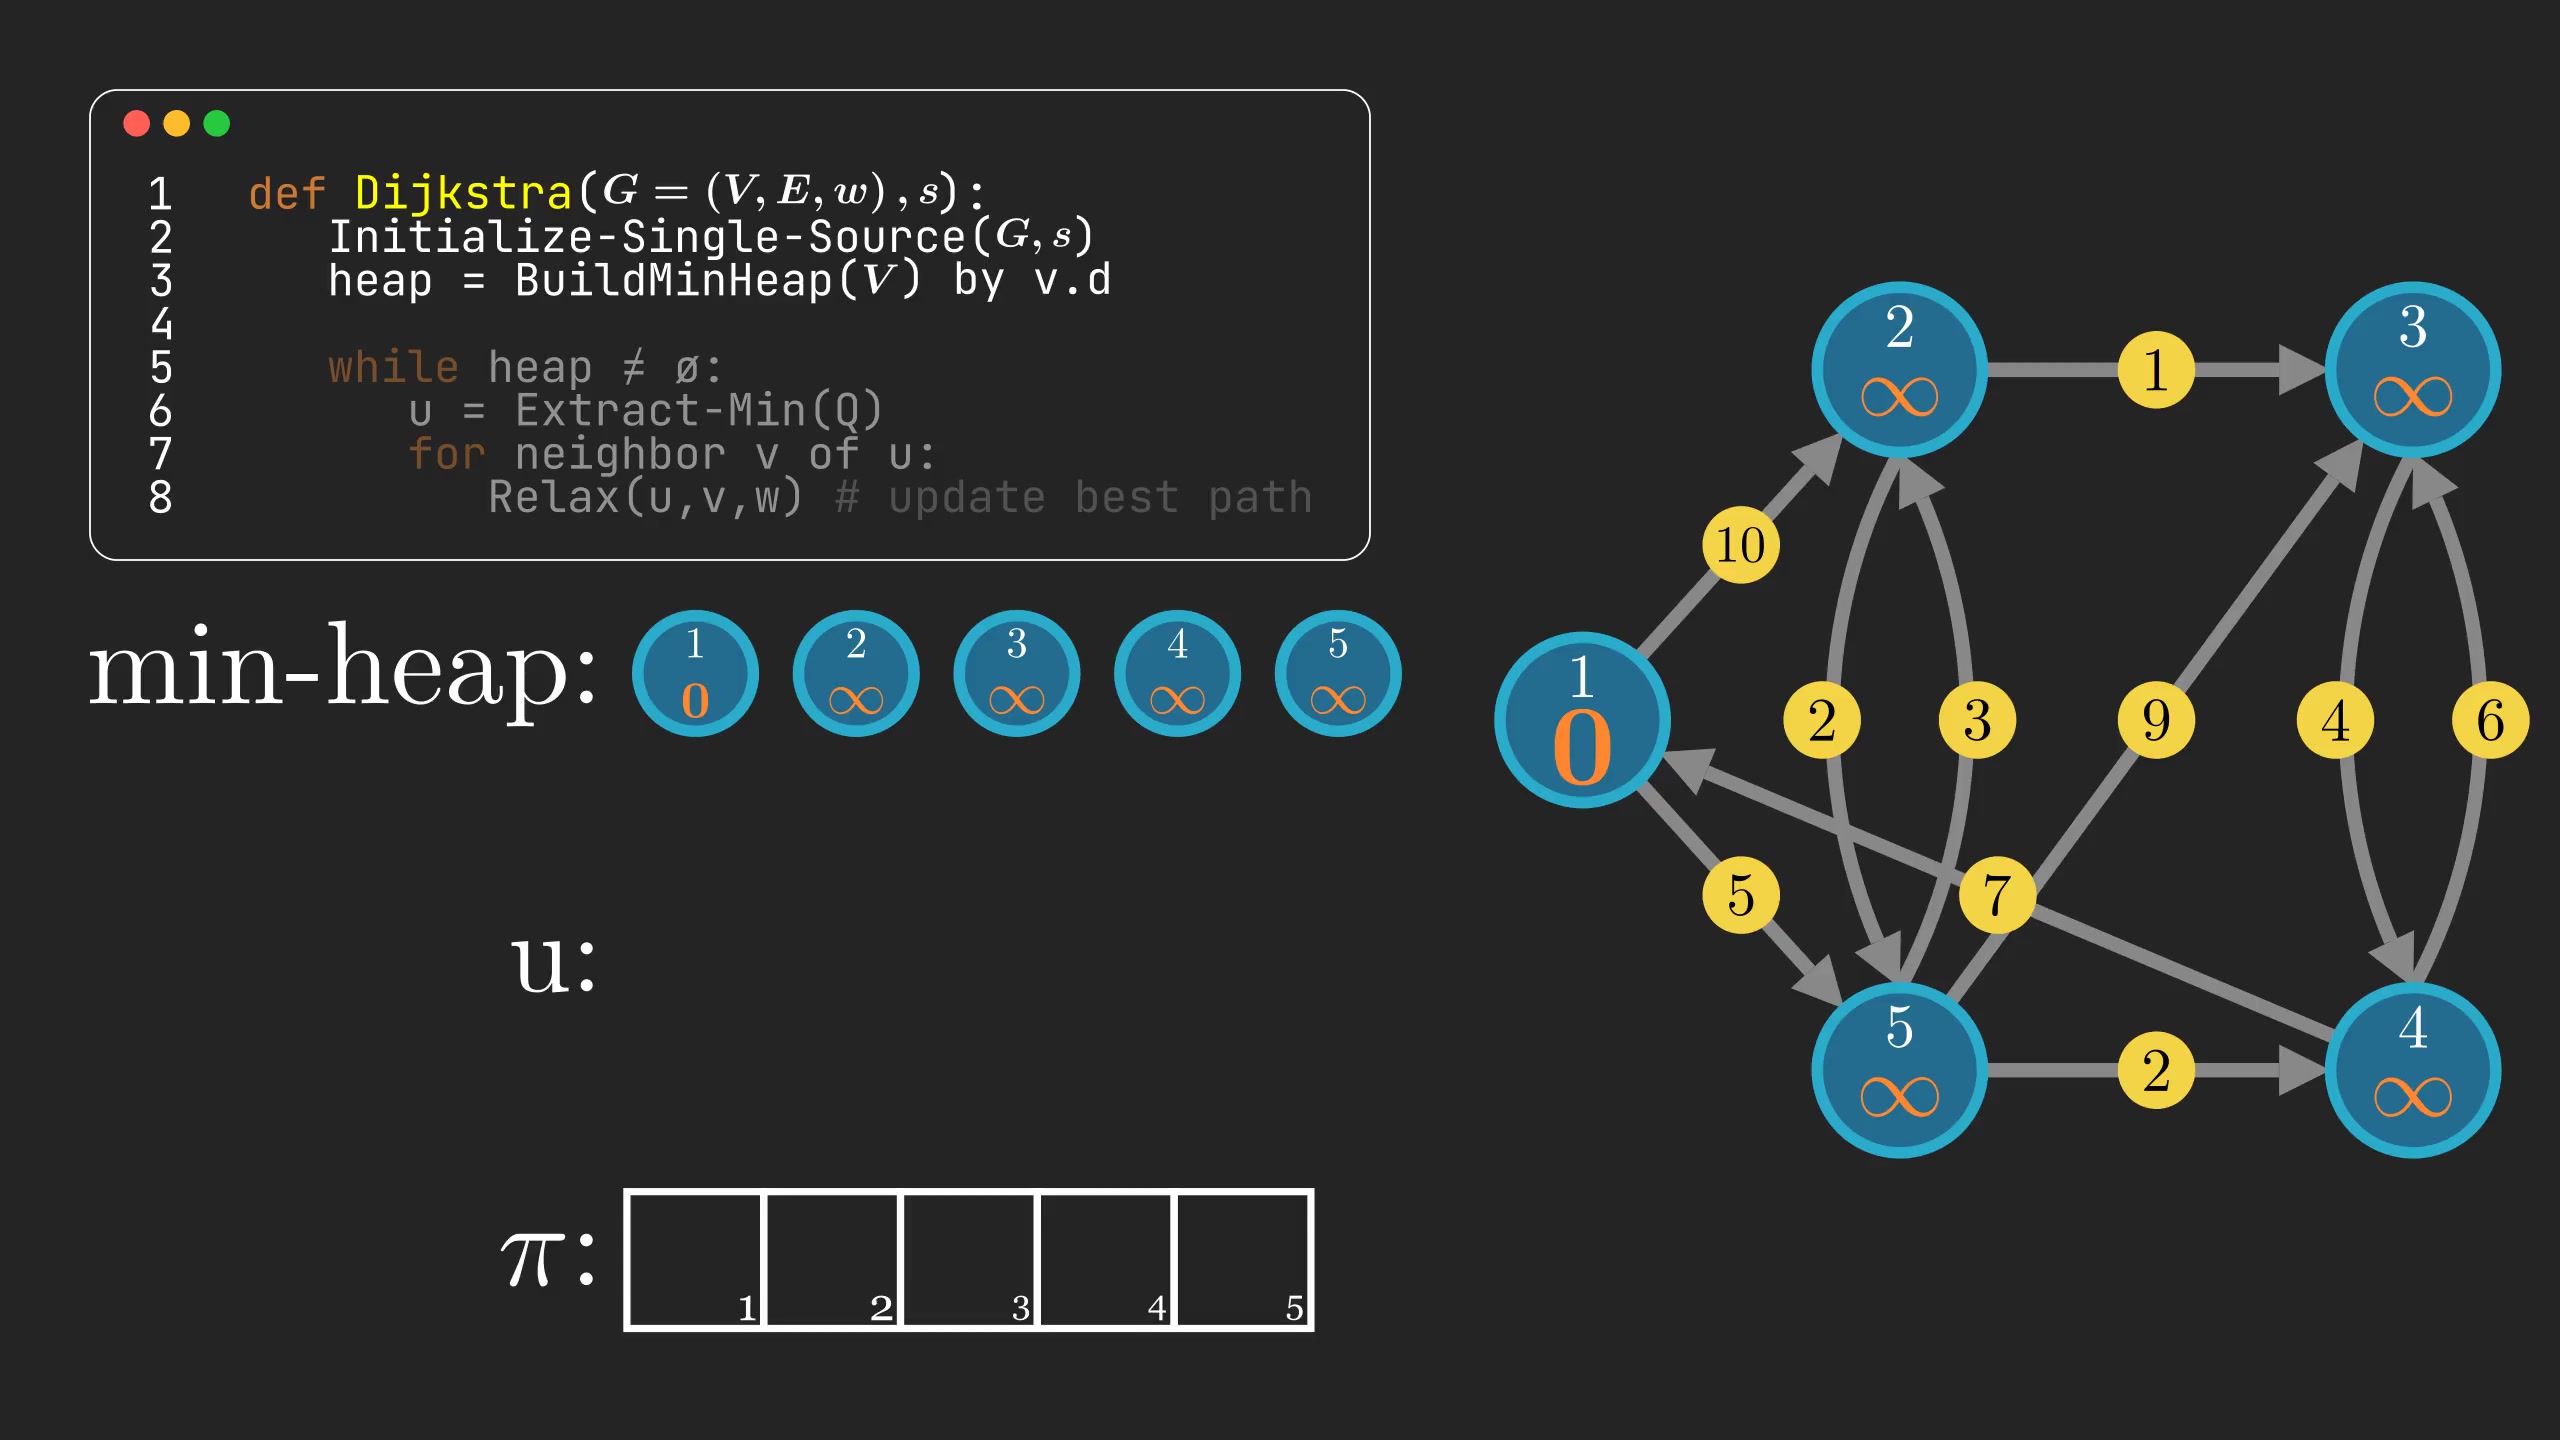 1 def Dijkstra(G = (V, E, w), s):
2 Initialize-Single-Source(G, s)
3 heap = BuildMinHeap(V) by v.d
4
5 while heap ≠ ø:
6 u = Extract-Min(Q)
7 for neighbor v of u:
8 Relax(u,v,w) # update best path
min-heap: 1 0 2 ∞ 3 ∞ 4 ∞ 5 ∞
u:
π: 1 2 3 4 5
2
∞
1
3
∞
10
1
0
2
3
9
4
6
5
7
5
∞
2
4
∞